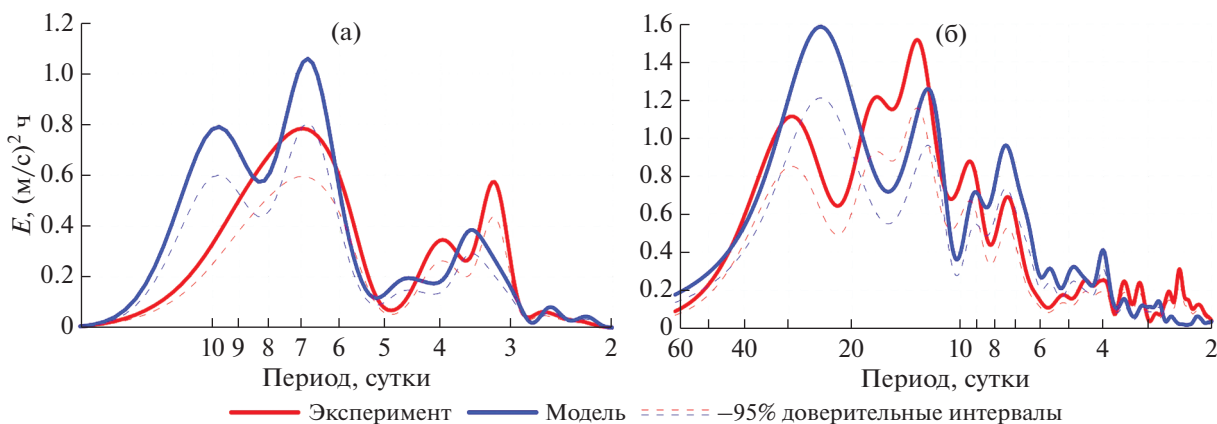 (а)
E, (м/с)² ч
1.2
1.0
0.8
0.6
0.4
0.2
0
10 9 8 7 6 5 4 3 2
Период, сутки
(б)
1.6
1.4
1.2
1.0
0.8
0.6
0.4
0.2
0
60 40 20 10 8 6 4 2
Период, сутки
Эксперимент Модель –95% доверительные интервалы